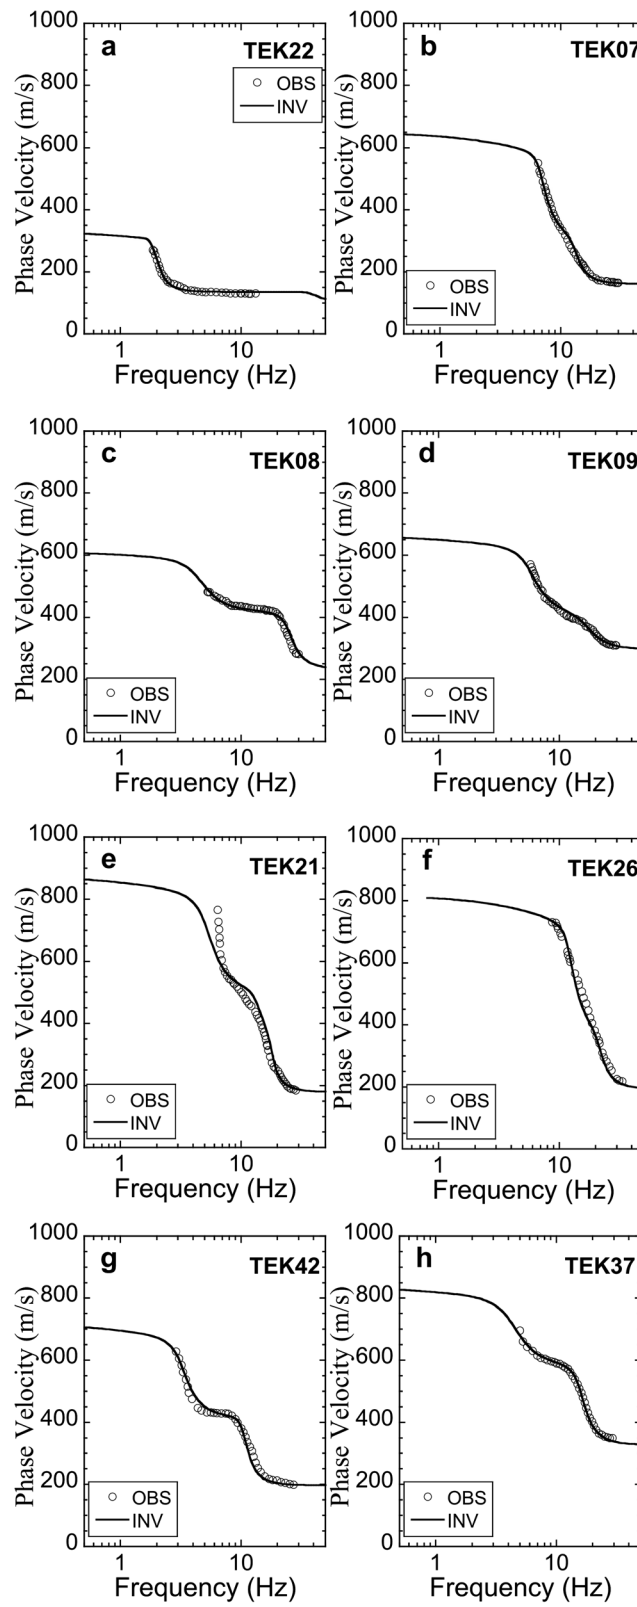 a TEK22
1000
800
600
400
200
0
Phase Velocity (m/s)
OBS
INV
1 10
Frequency (Hz)
b TEK07
1000
800
600
400
200
0
Phase Velocity (m/s)
OBS
INV
1 10
Frequency (Hz)
c TEK08
1000
800
600
400
200
0
Phase Velocity (m/s)
OBS
INV
1 10
Frequency (Hz)
d TEK09
1000
800
600
400
200
0
Phase Velocity (m/s)
OBS
INV
1 10
Frequency (Hz)
e TEK21
1000
800
600
400
200
0
Phase Velocity (m/s)
OBS
INV
1 10
Frequency (Hz)
f TEK26
1000
800
600
400
200
0
Phase Velocity (m/s)
OBS
INV
1 10
Frequency (Hz)
g TEK42
1000
800
600
400
200
0
Phase Velocity (m/s)
OBS
INV
1 10
Frequency (Hz)
h TEK37
1000
800
600
400
200
0
Phase Velocity (m/s)
OBS
INV
1 10
Frequency (Hz)